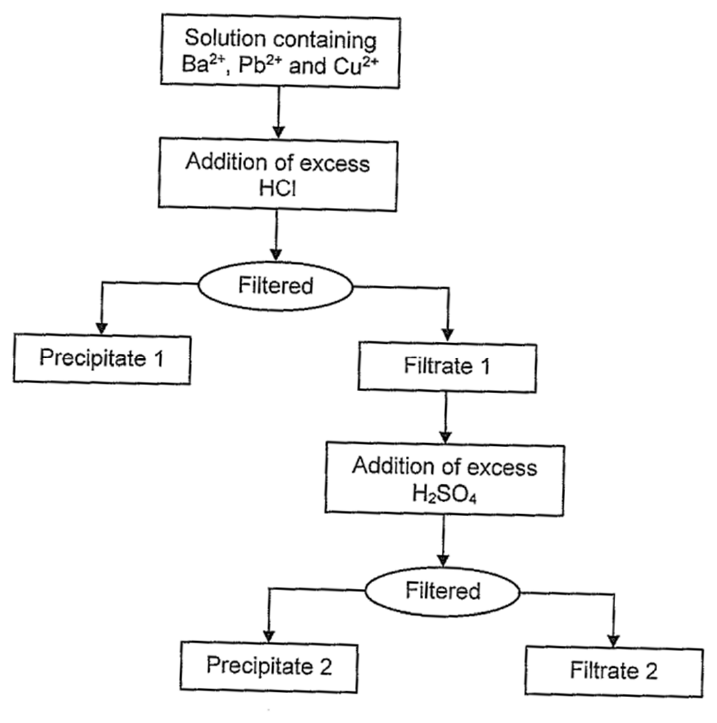 Solution containing
Ba²⁺, Pb²⁺ and Cu²⁺
Addition of excess
HCl
Filtered
Precipitate 1
Filtrate 1
Addition of excess
H₂SO₄
Filtered
Precipitate 2
Filtrate 2